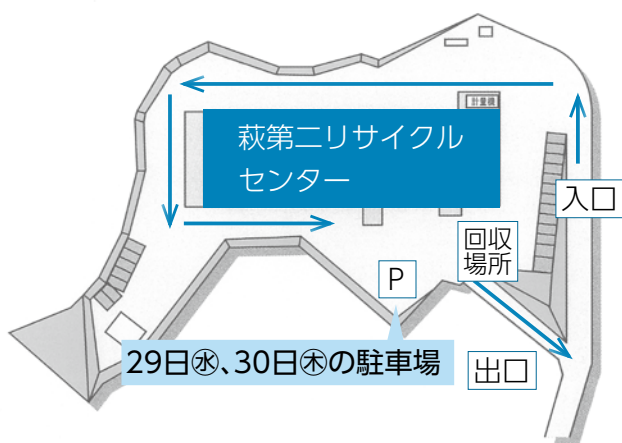 計量機
萩第二リサイクル
センター
入口
回収
場所
P
29日㊌、30日㊍の駐車場
出口